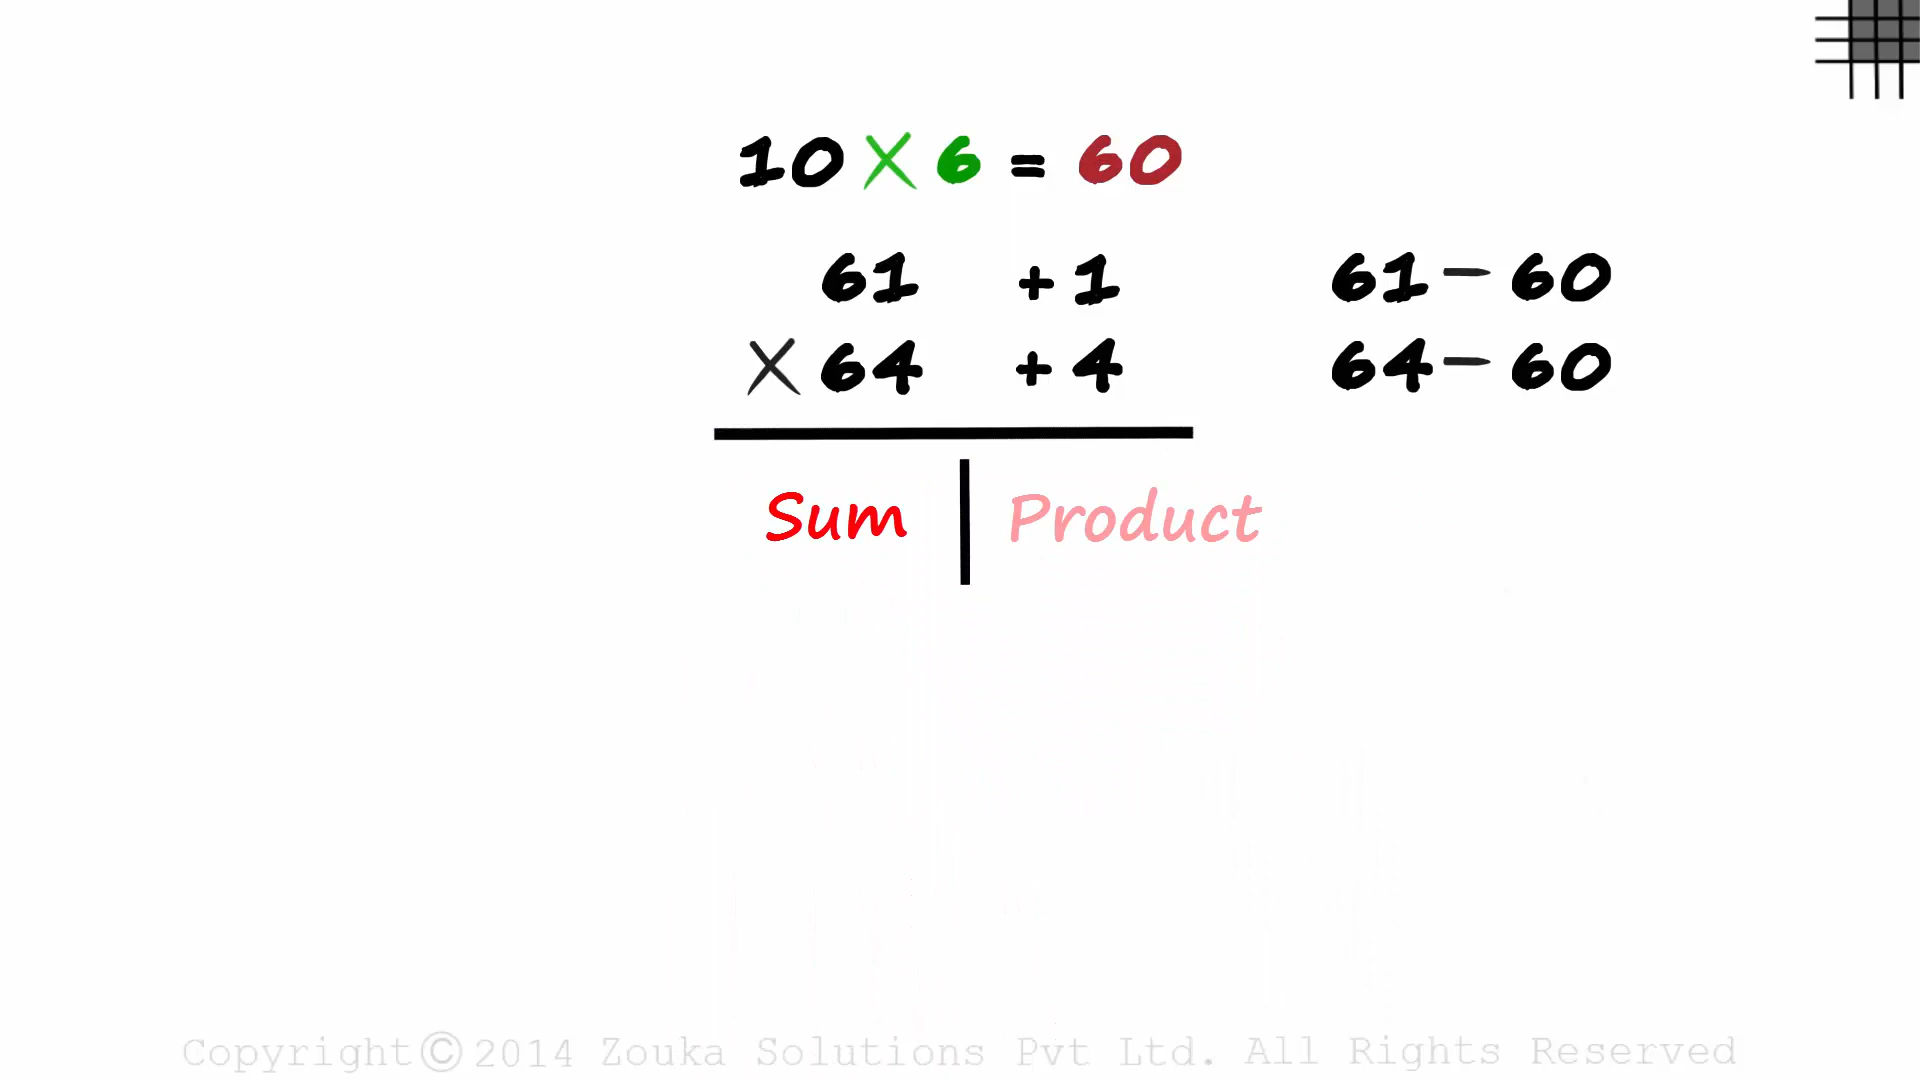 10 × 6 = 60
61 +1 61 − 60
× 64 + 4 64 − 60
Sum | Product
Copyright©2014 Zouka Solutions Pvt Ltd. All Rights Reserved